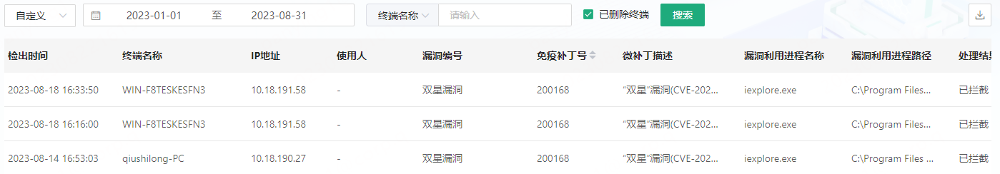 自定义 2023-01-01 至 2023-08-31 终端名称 请输入 已删除终端 搜索
检出时间 终端名称 IP地址 使用人 漏洞编号 免疫补丁号 微补丁描述 漏洞利用进程名称 漏洞利用进程路径 处理结果
2023-08-18 16:33:50 WIN-F8TESKESFN3 10.18.191.58 - 双星漏洞 200168 “双星”漏洞(CVE-202... iexplore.exe C:\Program Files... 已拦截
2023-08-18 16:16:00 WIN-F8TESKESFN3 10.18.191.58 - 双星漏洞 200168 “双星”漏洞(CVE-202... iexplore.exe C:\Program Files... 已拦截
2023-08-14 16:53:03 qiushilong-PC 10.18.190.27 - 双星漏洞 200168 “双星”漏洞(CVE-202... iexplore.exe C:\Program Files ... 已拦截